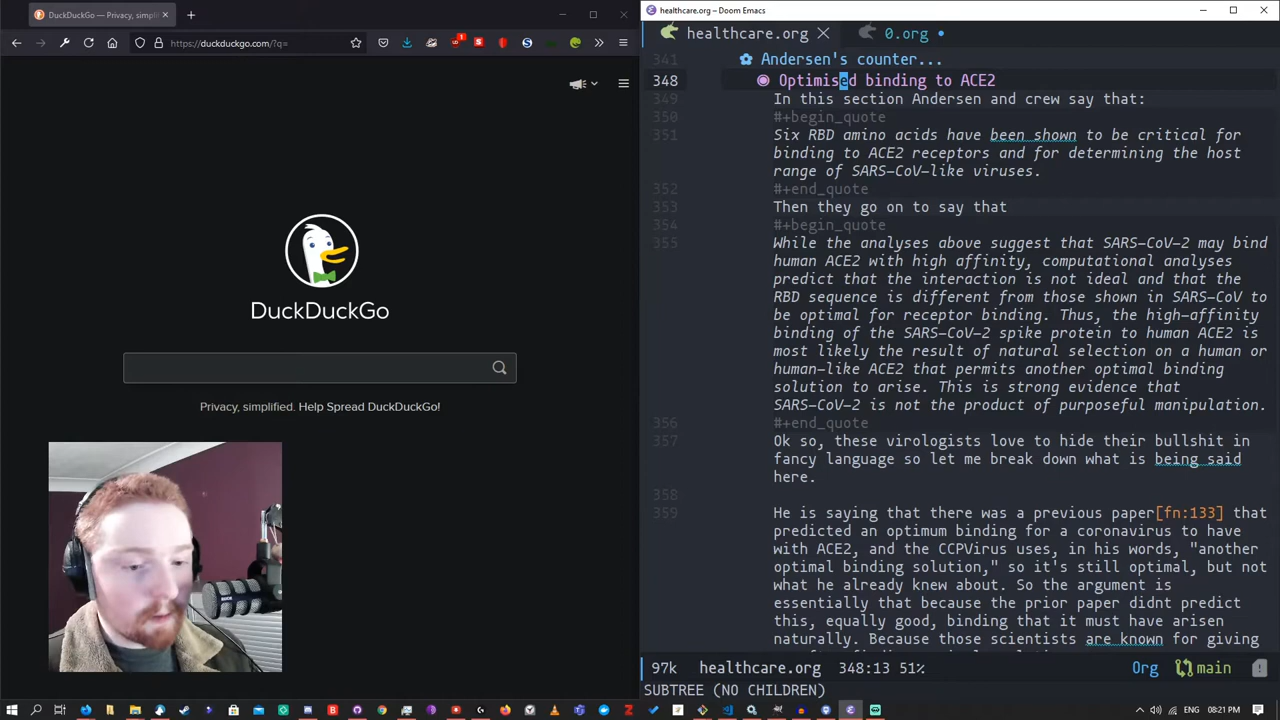 DuckDuckGo — Privacy, simplifi
healthcare.org — Doom Emacs
https://duckduckgo.com/?q=
healthcare.org
0.org
DuckDuckGo
Privacy, simplified. Help Spread DuckDuckGo!
341 Andersen's counter...
348 Optimised binding to ACE2
349 In this section Andersen and crew say that:
350 #+begin_quote
351 Six RBD amino acids have been shown to be critical for
binding to ACE2 receptors and for determining the host
range of SARS-CoV-like viruses.
352 #+end_quote
353 Then they go on to say that
354 #+begin_quote
355 While the analyses above suggest that SARS-CoV-2 may bind
human ACE2 with high affinity, computational analyses
predict that the interaction is not ideal and that the
RBD sequence is different from those shown in SARS-CoV to
be optimal for receptor binding. Thus, the high-affinity
binding of the SARS-CoV-2 spike protein to human ACE2 is
most likely the result of natural selection on a human or
human-like ACE2 that permits another optimal binding
solution to arise. This is strong evidence that
SARS-CoV-2 is not the product of purposeful manipulation.
356 #+end_quote
357 Ok so, these virologists love to hide their bullshit in
fancy language so let me break down what is being said
here.
358
359 He is saying that there was a previous paper[fn:133] that
predicted an optimum binding for a coronavirus to have
with ACE2, and the CCPVirus uses, in his words, "another
optimal binding solution," so it's still optimal, but not
what he already knew about. So the argument is
essentially that because the prior paper didnt predict
this, equally good, binding that it must have arisen
naturally. Because those scientists are known for giving
97k healthcare.org 348:13 51% Org main
SUBTREE (NO CHILDREN)
ENG 08:21 PM